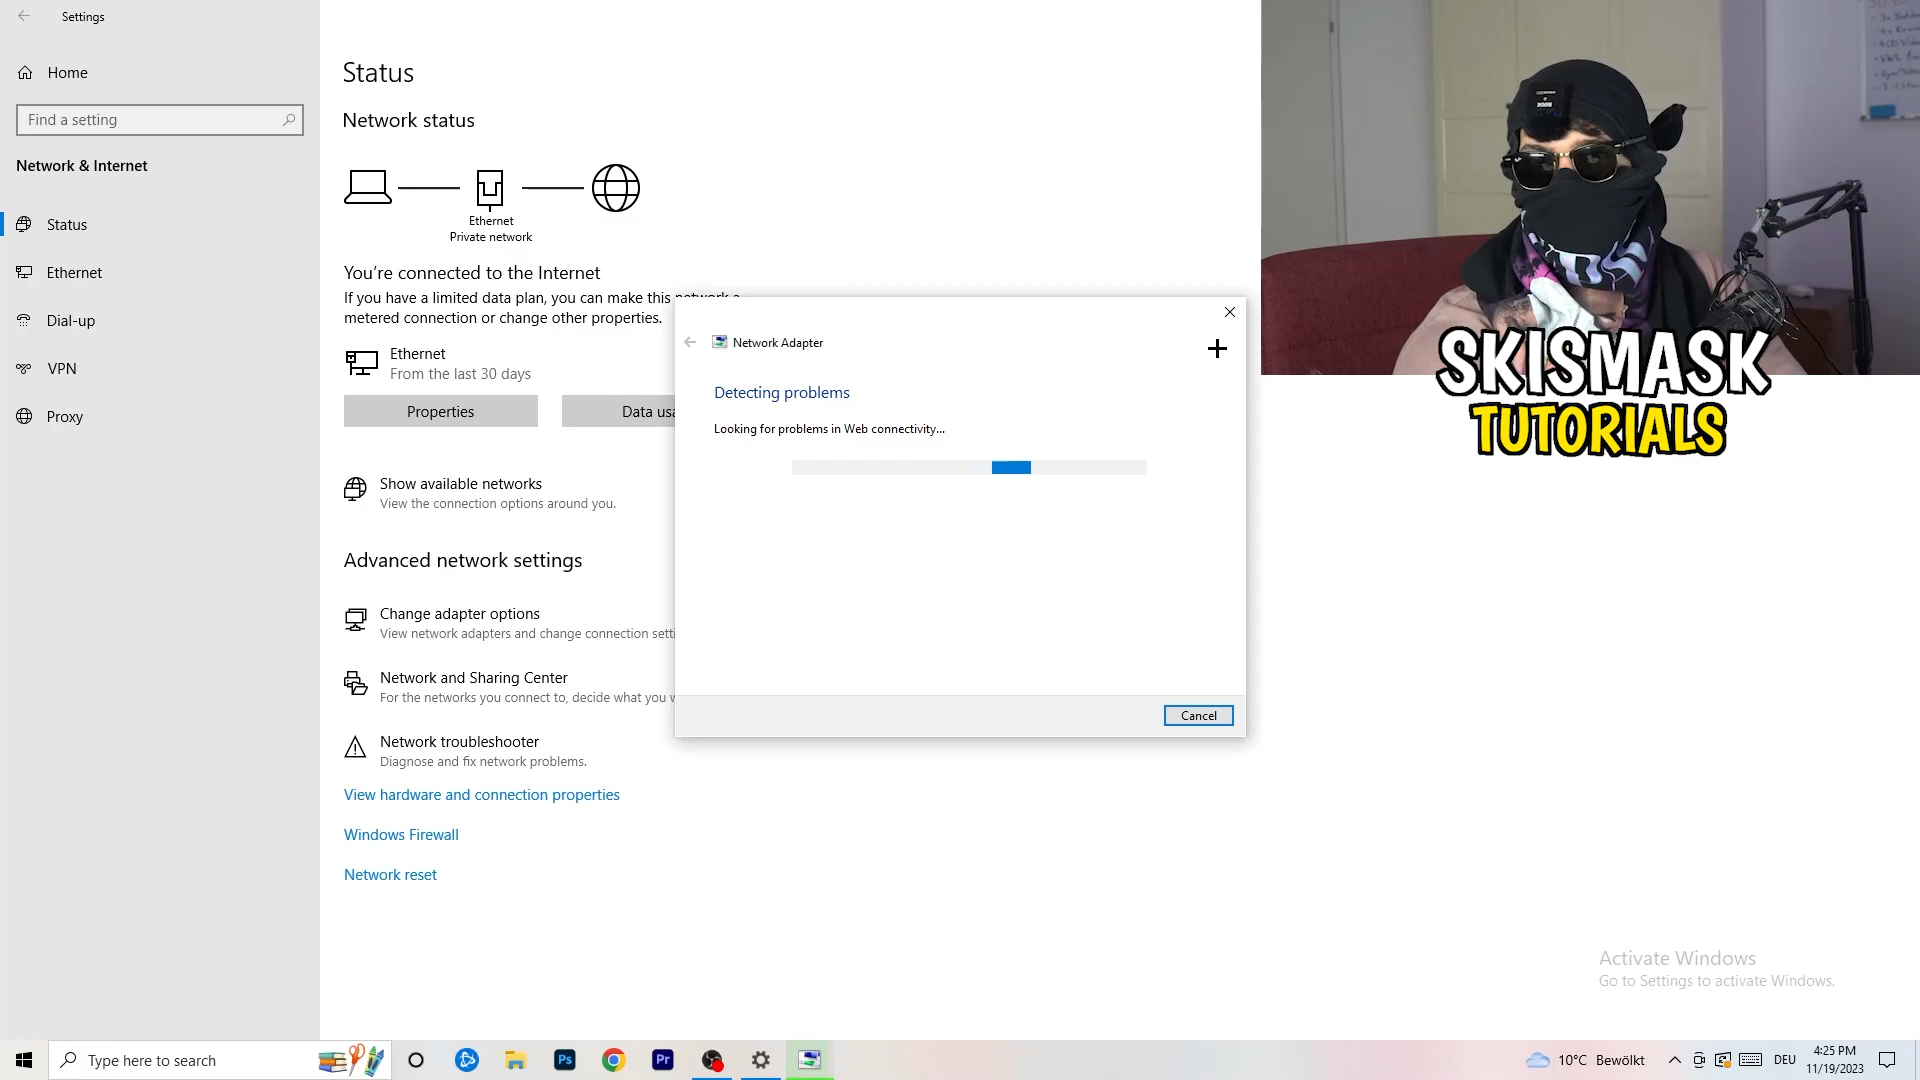 Settings
Home
Find a setting
Network & Internet
Status
Ethernet
Dial-up
VPN
Proxy
Status
Network status
Ethernet
Private network
You're connected to the Internet
If you have a limited data plan, you can make this
metered connection or change other properties.
Ethernet
From the last 30 days
Properties
Data usa
Show available networks
View the connection options around you.
Advanced network settings
Change adapter options
View network adapters and change connection setti
Network and Sharing Center
For the networks you connect to, decide what you w
Network troubleshooter
Diagnose and fix network problems.
View hardware and connection properties
Windows Firewall
Network reset
Network Adapter
Detecting problems
Looking for problems in Web connectivity...
Cancel
SKISMASK
TUTORIALS
Activate Windows
Go to Settings to activate Windows.
Type here to search
Ps
Pr
10°C Bewölkt
DEU
4:25 PM
11/19/2023